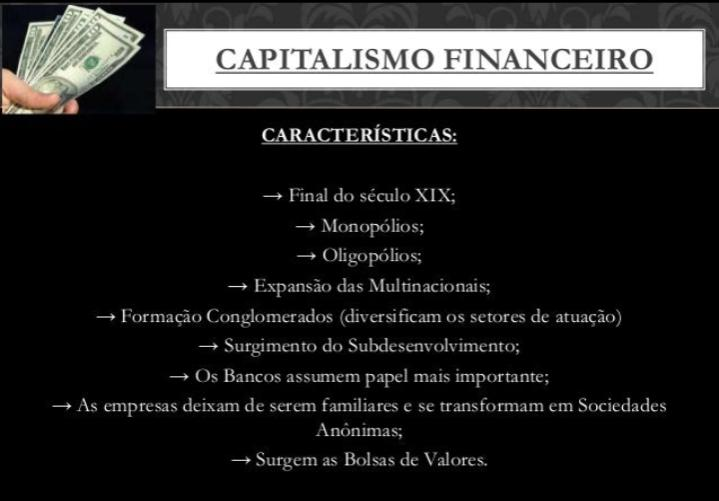 CAPITALISMO FINANCEIRO
CARACTERÍSTICAS:
→ Final do século XIX;
→ Monopólios;
→ Oligopólios;
→ Expansão das Multinacionais;
→ Formação Conglomerados (diversificam os setores de atuação)
→ Surgimento do Subdesenvolvimento;
→ Os Bancos assumem papel mais importante;
→ As empresas deixam de serem familiares e se transformam em Sociedades
Anônimas;
→ Surgem as Bolsas de Valores.